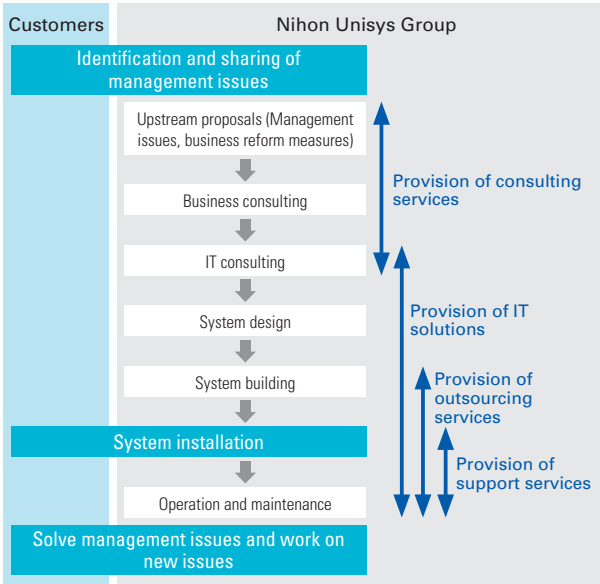 Customers
Nihon Unisys Group
Identification and sharing of
management issues
Upstream proposals (Management
issues, business reform measures)
Business consulting
IT consulting
System design
System building
System installation
Operation and maintenance
Solve management issues and work on
new issues
Provision of consulting
services
Provision of IT
solutions
Provision of
outsourcing
services
Provision of
support services